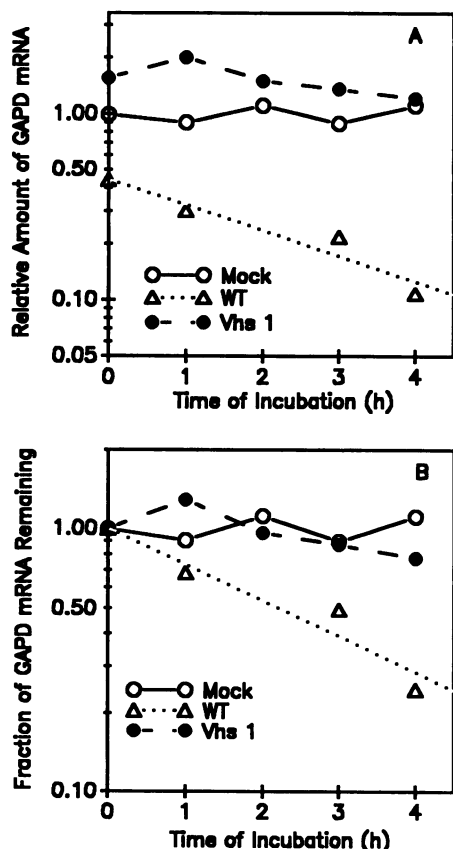 A
Relative Amount of GAPD mRNA
1.00
0.50
0.10
0.05
Mock
WT
Vhs 1
0 1 2 3 4
Time of Incubation (h)
B
Fraction of GAPD mRNA Remaining
1.00
0.50
0.10
Mock
WT
Vhs 1
0 1 2 3 4
Time of Incubation (h)